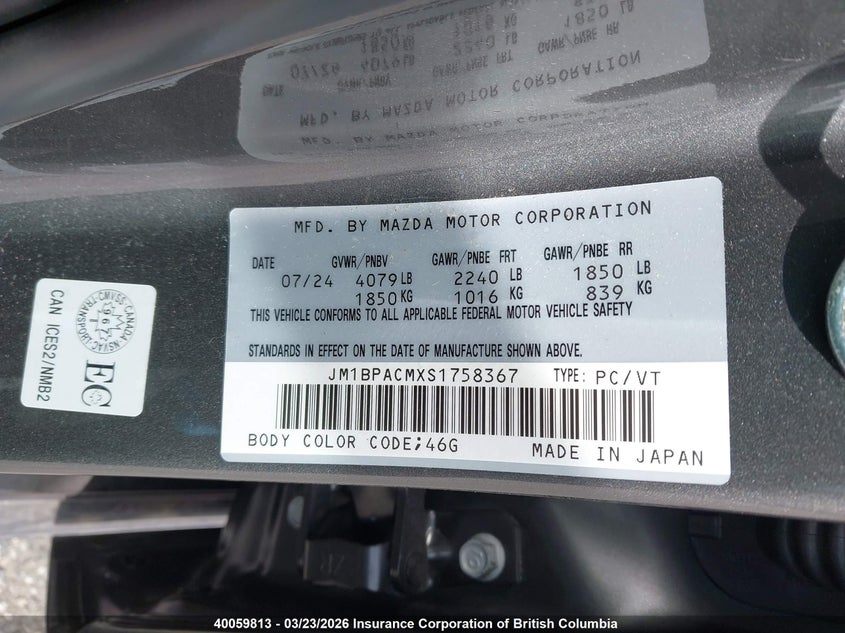 MFD. BY MAZDA MOTOR CORPORATION
DATE GVWR/PNBV GAWR/PNBE FRT GAWR/PNBE RR
07/24 4079LB 2240 LB 1850 LB
1850KG 1016 KG 839 KG
THIS VEHICLE CONFORMS TO ALL APPLICABLE FEDERAL MOTOR VEHICLE SAFETY
STANDARDS IN EFFECT ON THE DATE OF MANUFACTURE SHOWN ABOVE.
JM1BPACMXS1758367 TYPE: PC/VT
BODY COLOR CODE;46G
MADE IN JAPAN
CAN ICES2/NMB2
EC
967
40059813 - 03/23/2026 Insurance Corporation of British Columbia